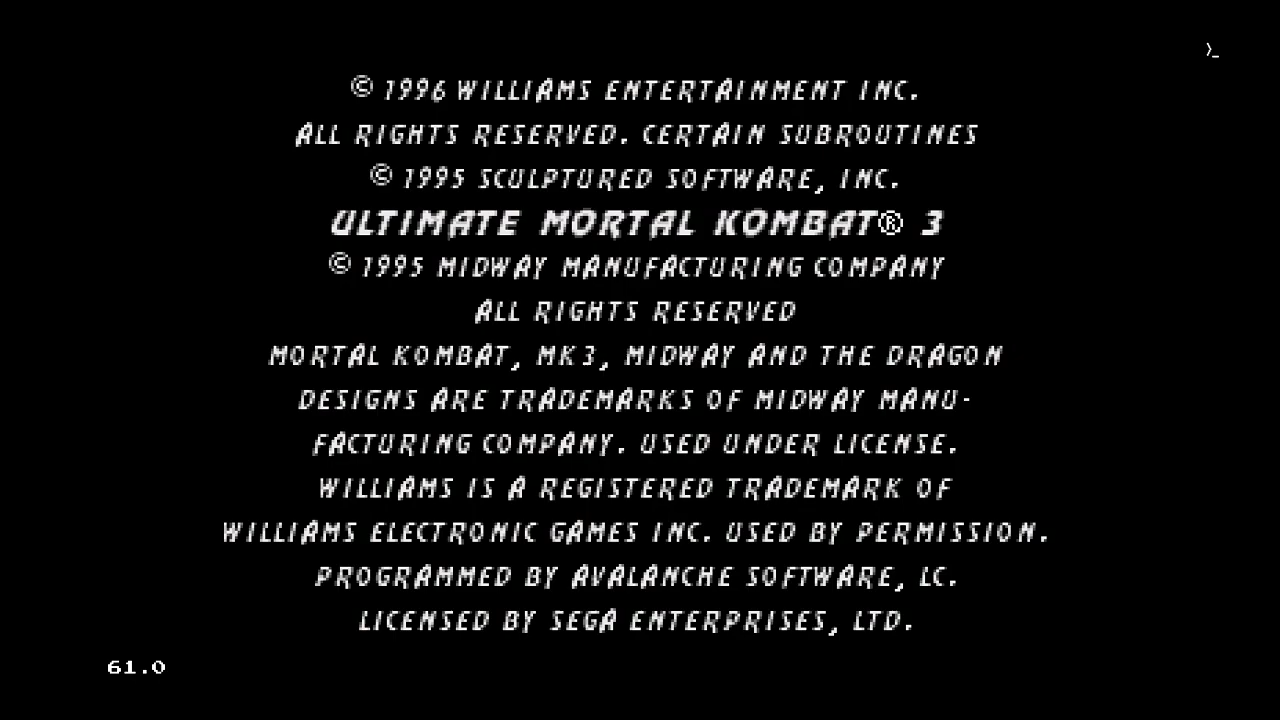 >_
© 1996 WILLIAMS ENTERTAINMENT INC.
ALL RIGHTS RESERVED. CERTAIN SUBROUTINES
© 1995 SCULPTURED SOFTWARE, INC.
ULTIMATE MORTAL KOMBAT® 3
© 1995 MIDWAY MANUFACTURING COMPANY
ALL RIGHTS RESERVED
MORTAL KOMBAT, MK3, MIDWAY AND THE DRAGON
DESIGNS ARE TRADEMARKS OF MIDWAY MANU-
FACTURING COMPANY. USED UNDER LICENSE.
WILLIAMS IS A REGISTERED TRADEMARK OF
WILLIAMS ELECTRONIC GAMES INC. USED BY PERMISSION.
PROGRAMMED BY AVALANCHE SOFTWARE, LC.
LICENSED BY SEGA ENTERPRISES, LTD.
61.0